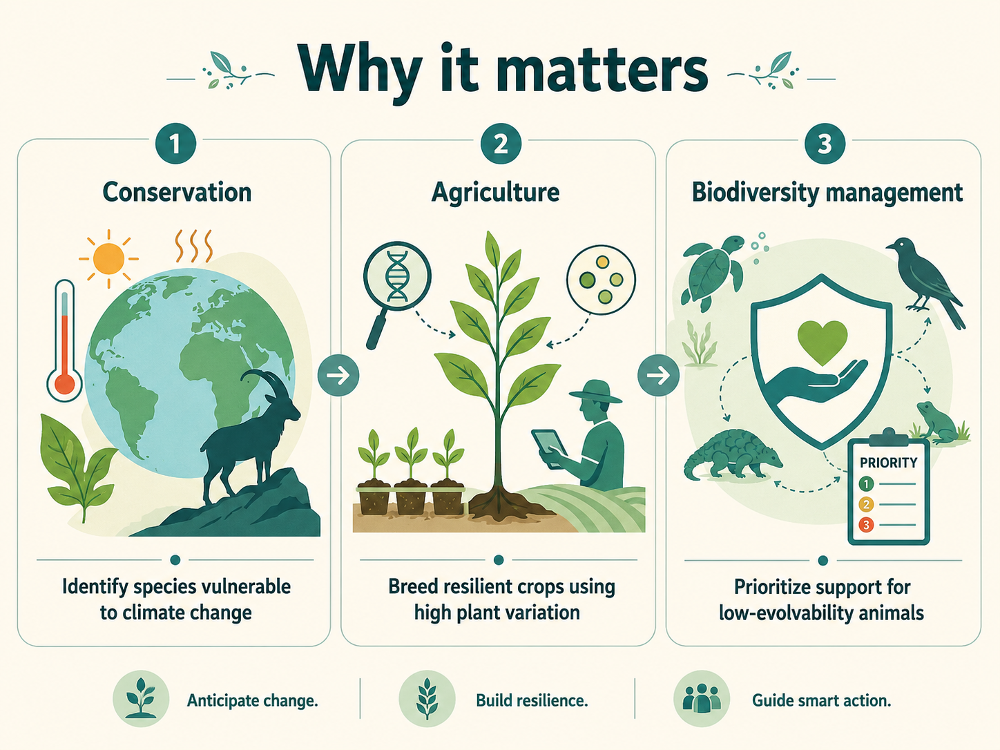 Why it matters
1
Conservation
Identify species vulnerable
to climate change
2
Agriculture
Breed resilient crops using
high plant variation
3
Biodiversity management
PRIORITY
1
2
3
Prioritize support for
low-evolvability animals
Anticipate change.
Build resilience.
Guide smart action.